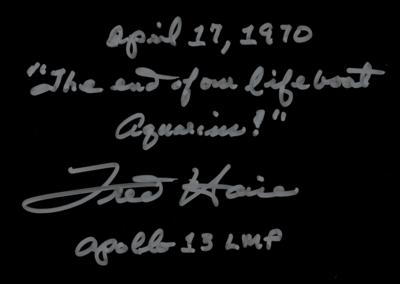 April 17, 1970
"The end of our lifeboat
Aquarius!"
Fred Haise
Apollo 13 LMP